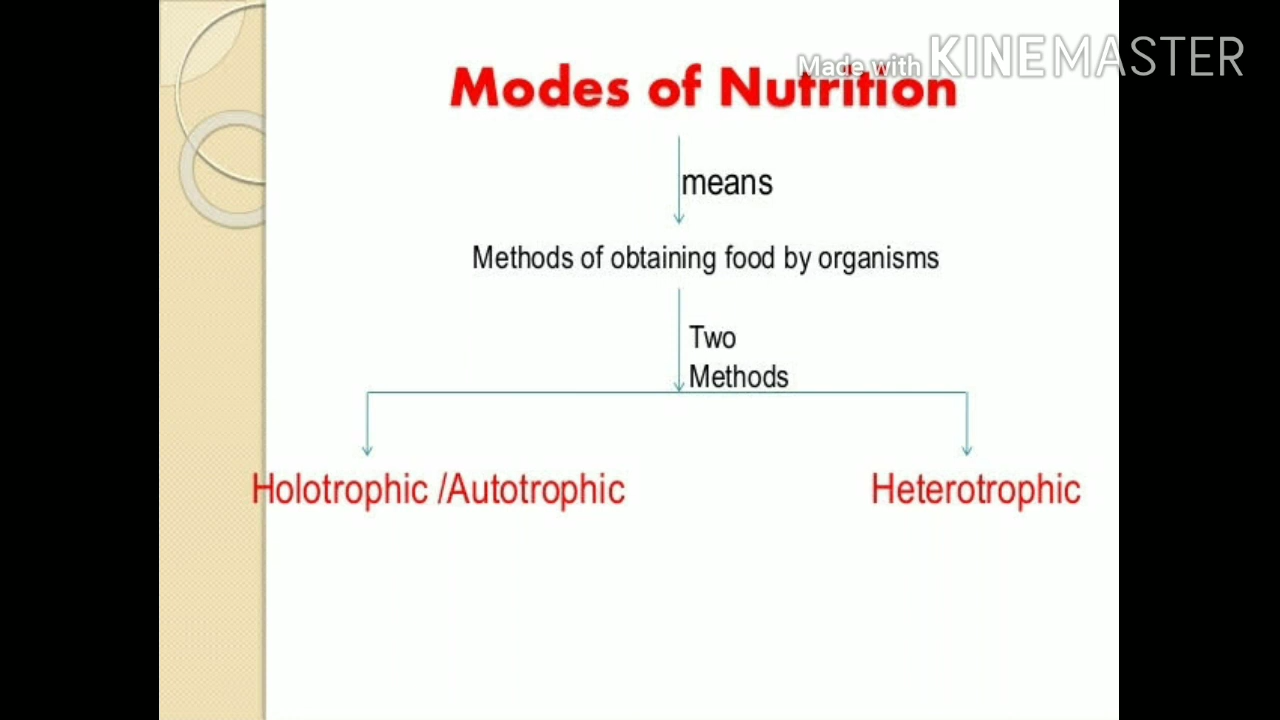 Made with KINEMASTER
Modes of Nutrition
means
Methods of obtaining food by organisms
Two
Methods
Holotrophic /Autotrophic
Heterotrophic